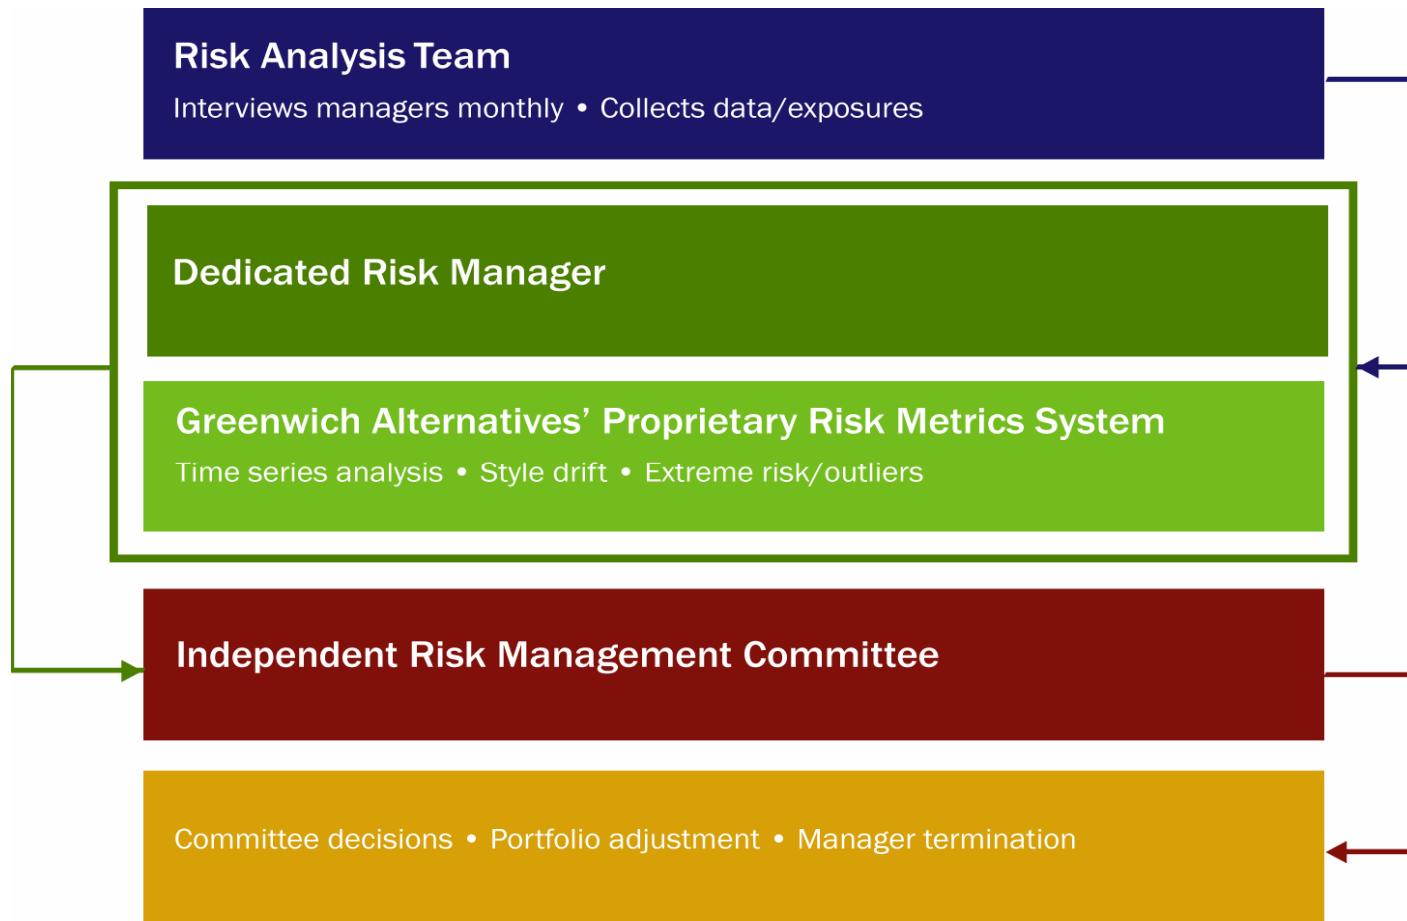 Risk Analysis Team
Interviews managers monthly • Collects data/exposures
Dedicated Risk Manager
Greenwich Alternatives’ Proprietary Risk Metrics System
Time series analysis • Style drift • Extreme risk/outliers
Independent Risk Management Committee
Committee decisions • Portfolio adjustment • Manager termination